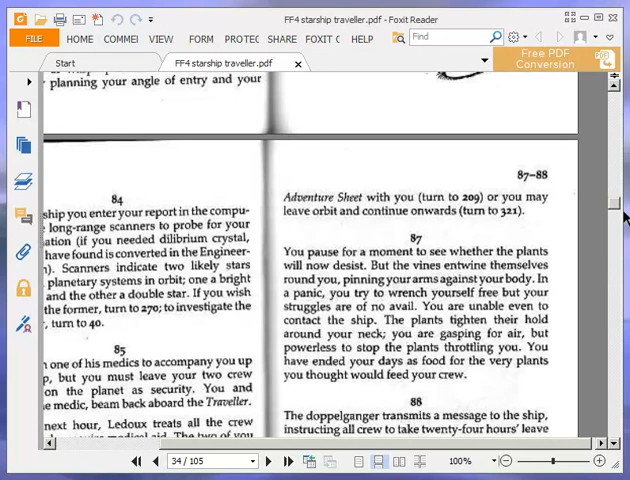 FF4 starship traveller.pdf - Foxit Reader
FILE HOME COMMEI VIEW FORM PROTEC SHARE FOXIT C Find
Start FF4 starship traveller.pdf Free PDF Conversion
planning your angle of entry and your
84
ship you enter your report in the compu-
long-range scanners to probe for your
ation (if you needed dilibrium crystal,
have found is converted in the Engineer-
n). Scanners indicate two likely stars
planetary systems in orbit; one a bright
and the other a double star. If you wish
the former, turn to 270; to investigate the
, turn to 40.
85
n one of his medics to accompany you up
p, but you must leave your two crew
on the planet as security. You and
e medic, beam back aboard the Traveller.
next hour, Ledoux treats all the crew
87–88
Adventure Sheet with you (turn to 209) or you may
leave orbit and continue onwards (turn to 321).
87
You pause for a moment to see whether the plants
will now desist. But the vines entwine themselves
round you, pinning your arms against your body. In
a panic, you try to wrench yourself free but your
struggles are of no avail. You are unable even to
contact the ship. The plants tighten their hold
around your neck; you are gasping for air, but
powerless to stop the plants throttling you. You
have ended your days as food for the very plants
you thought would feed your crew.
88
The doppelganger transmits a message to the ship,
instructing all crew to take twenty-four hours' leave
34 / 105 100%